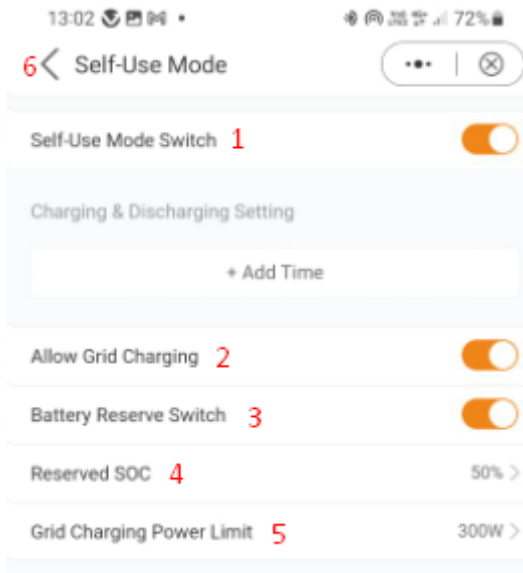 13:02 72%
6 Self-Use Mode
Self-Use Mode Switch 1
Charging & Discharging Setting
+ Add Time
Allow Grid Charging 2
Battery Reserve Switch 3
Reserved SOC 4 50%
Grid Charging Power Limit 5 300W